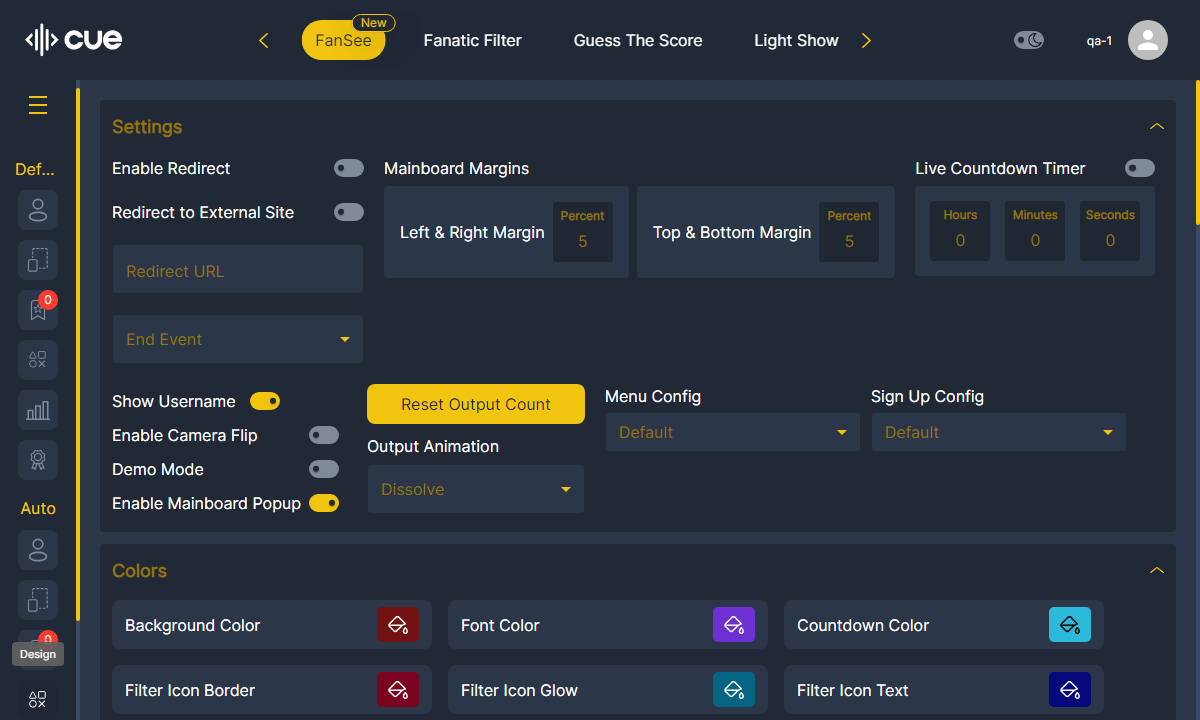 cue
FanSee
New
Fanatic Filter
Guess The Score
Light Show
qa-1
Def...
0
Auto
0
Design
Settings
Enable Redirect
Redirect to External Site
Redirect URL
End Event
Mainboard Margins
Left & Right Margin
Percent
5
Top & Bottom Margin
Percent
5
Live Countdown Timer
Hours
0
Minutes
0
Seconds
0
Show Username
Enable Camera Flip
Demo Mode
Enable Mainboard Popup
Reset Output Count
Output Animation
Dissolve
Menu Config
Default
Sign Up Config
Default
Colors
Background Color
Font Color
Countdown Color
Filter Icon Border
Filter Icon Glow
Filter Icon Text